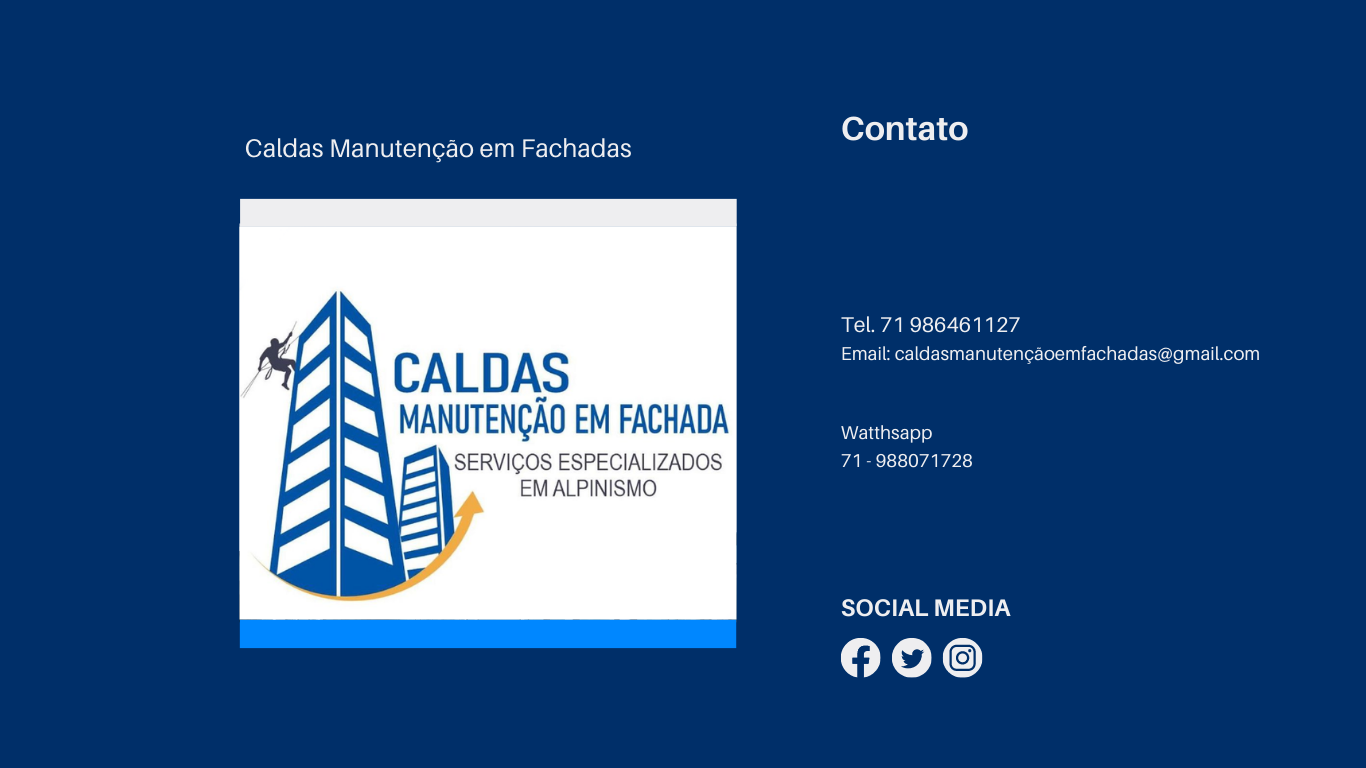 Caldas Manutenção em Fachadas
CALDAS
MANUTENÇÃO EM FACHADA
SERVIÇOS ESPECIALIZADOS
EM ALPINISMO
Contato
Tel. 71 986461127
Email: caldasmanutençãoemfachadas@gmail.com
Watthsapp
71 - 988071728
SOCIAL MEDIA